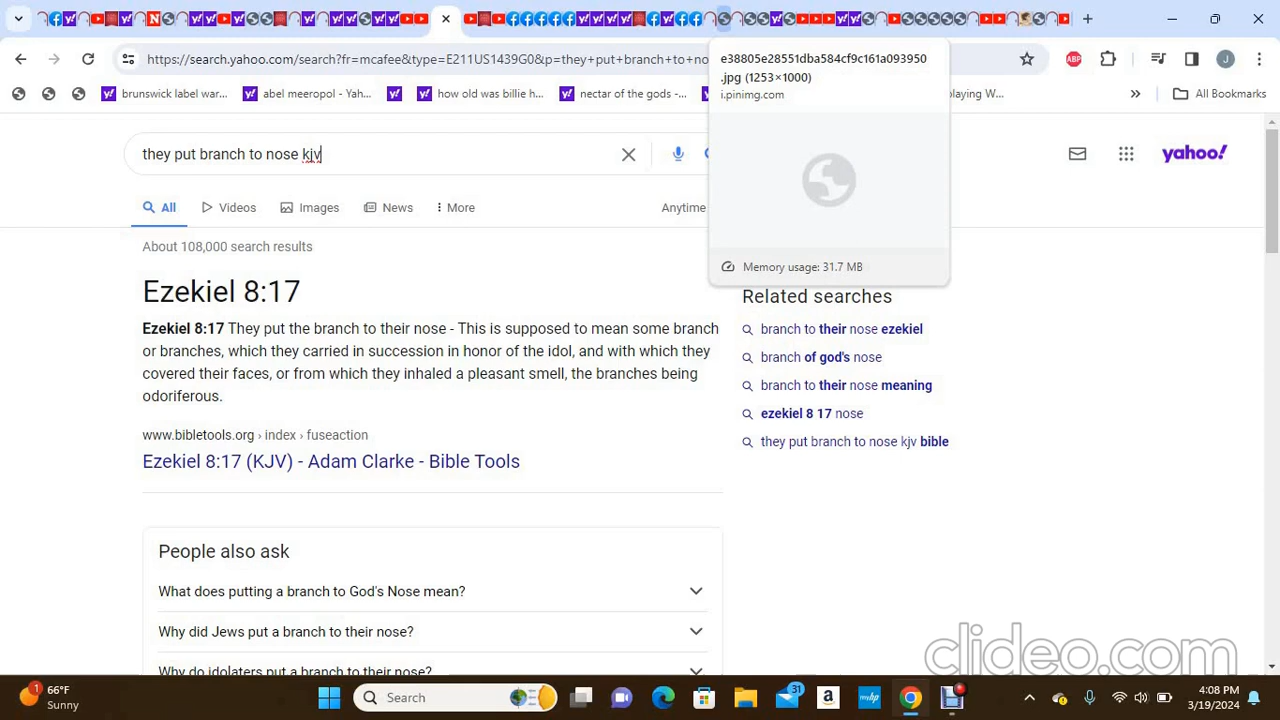 https://search.yahoo.com/search?fr=mcafee&type=E211US1439G0&p=they+put+branch+to+no
e38805e28551dba584cf9c161a093950
.jpg (1253×1000)
i.pinimg.com
Memory usage: 31.7 MB
brunswick label war...
abel meeropol - Yah...
how old was billie h...
nectar of the gods -...
playing W...
All Bookmarks
they put branch to nose kjv
yahoo!
All
Videos
Images
News
More
Anytime
About 108,000 search results
Ezekiel 8:17
Ezekiel 8:17 They put the branch to their nose - This is supposed to mean some branch
or branches, which they carried in succession in honor of the idol, and with which they
covered their faces, or from which they inhaled a pleasant smell, the branches being
odoriferous.
www.bibletools.org › index › fuseaction
Ezekiel 8:17 (KJV) - Adam Clarke - Bible Tools
People also ask
What does putting a branch to God's Nose mean?
Why did Jews put a branch to their nose?
Why do idolaters put a branch to their nose?
Related searches
branch to their nose ezekiel
branch of god's nose
branch to their nose meaning
ezekiel 8 17 nose
they put branch to nose kjv bible
clideo.com
1
66°F
Sunny
Search
31
a
4:08 PM
3/19/2024